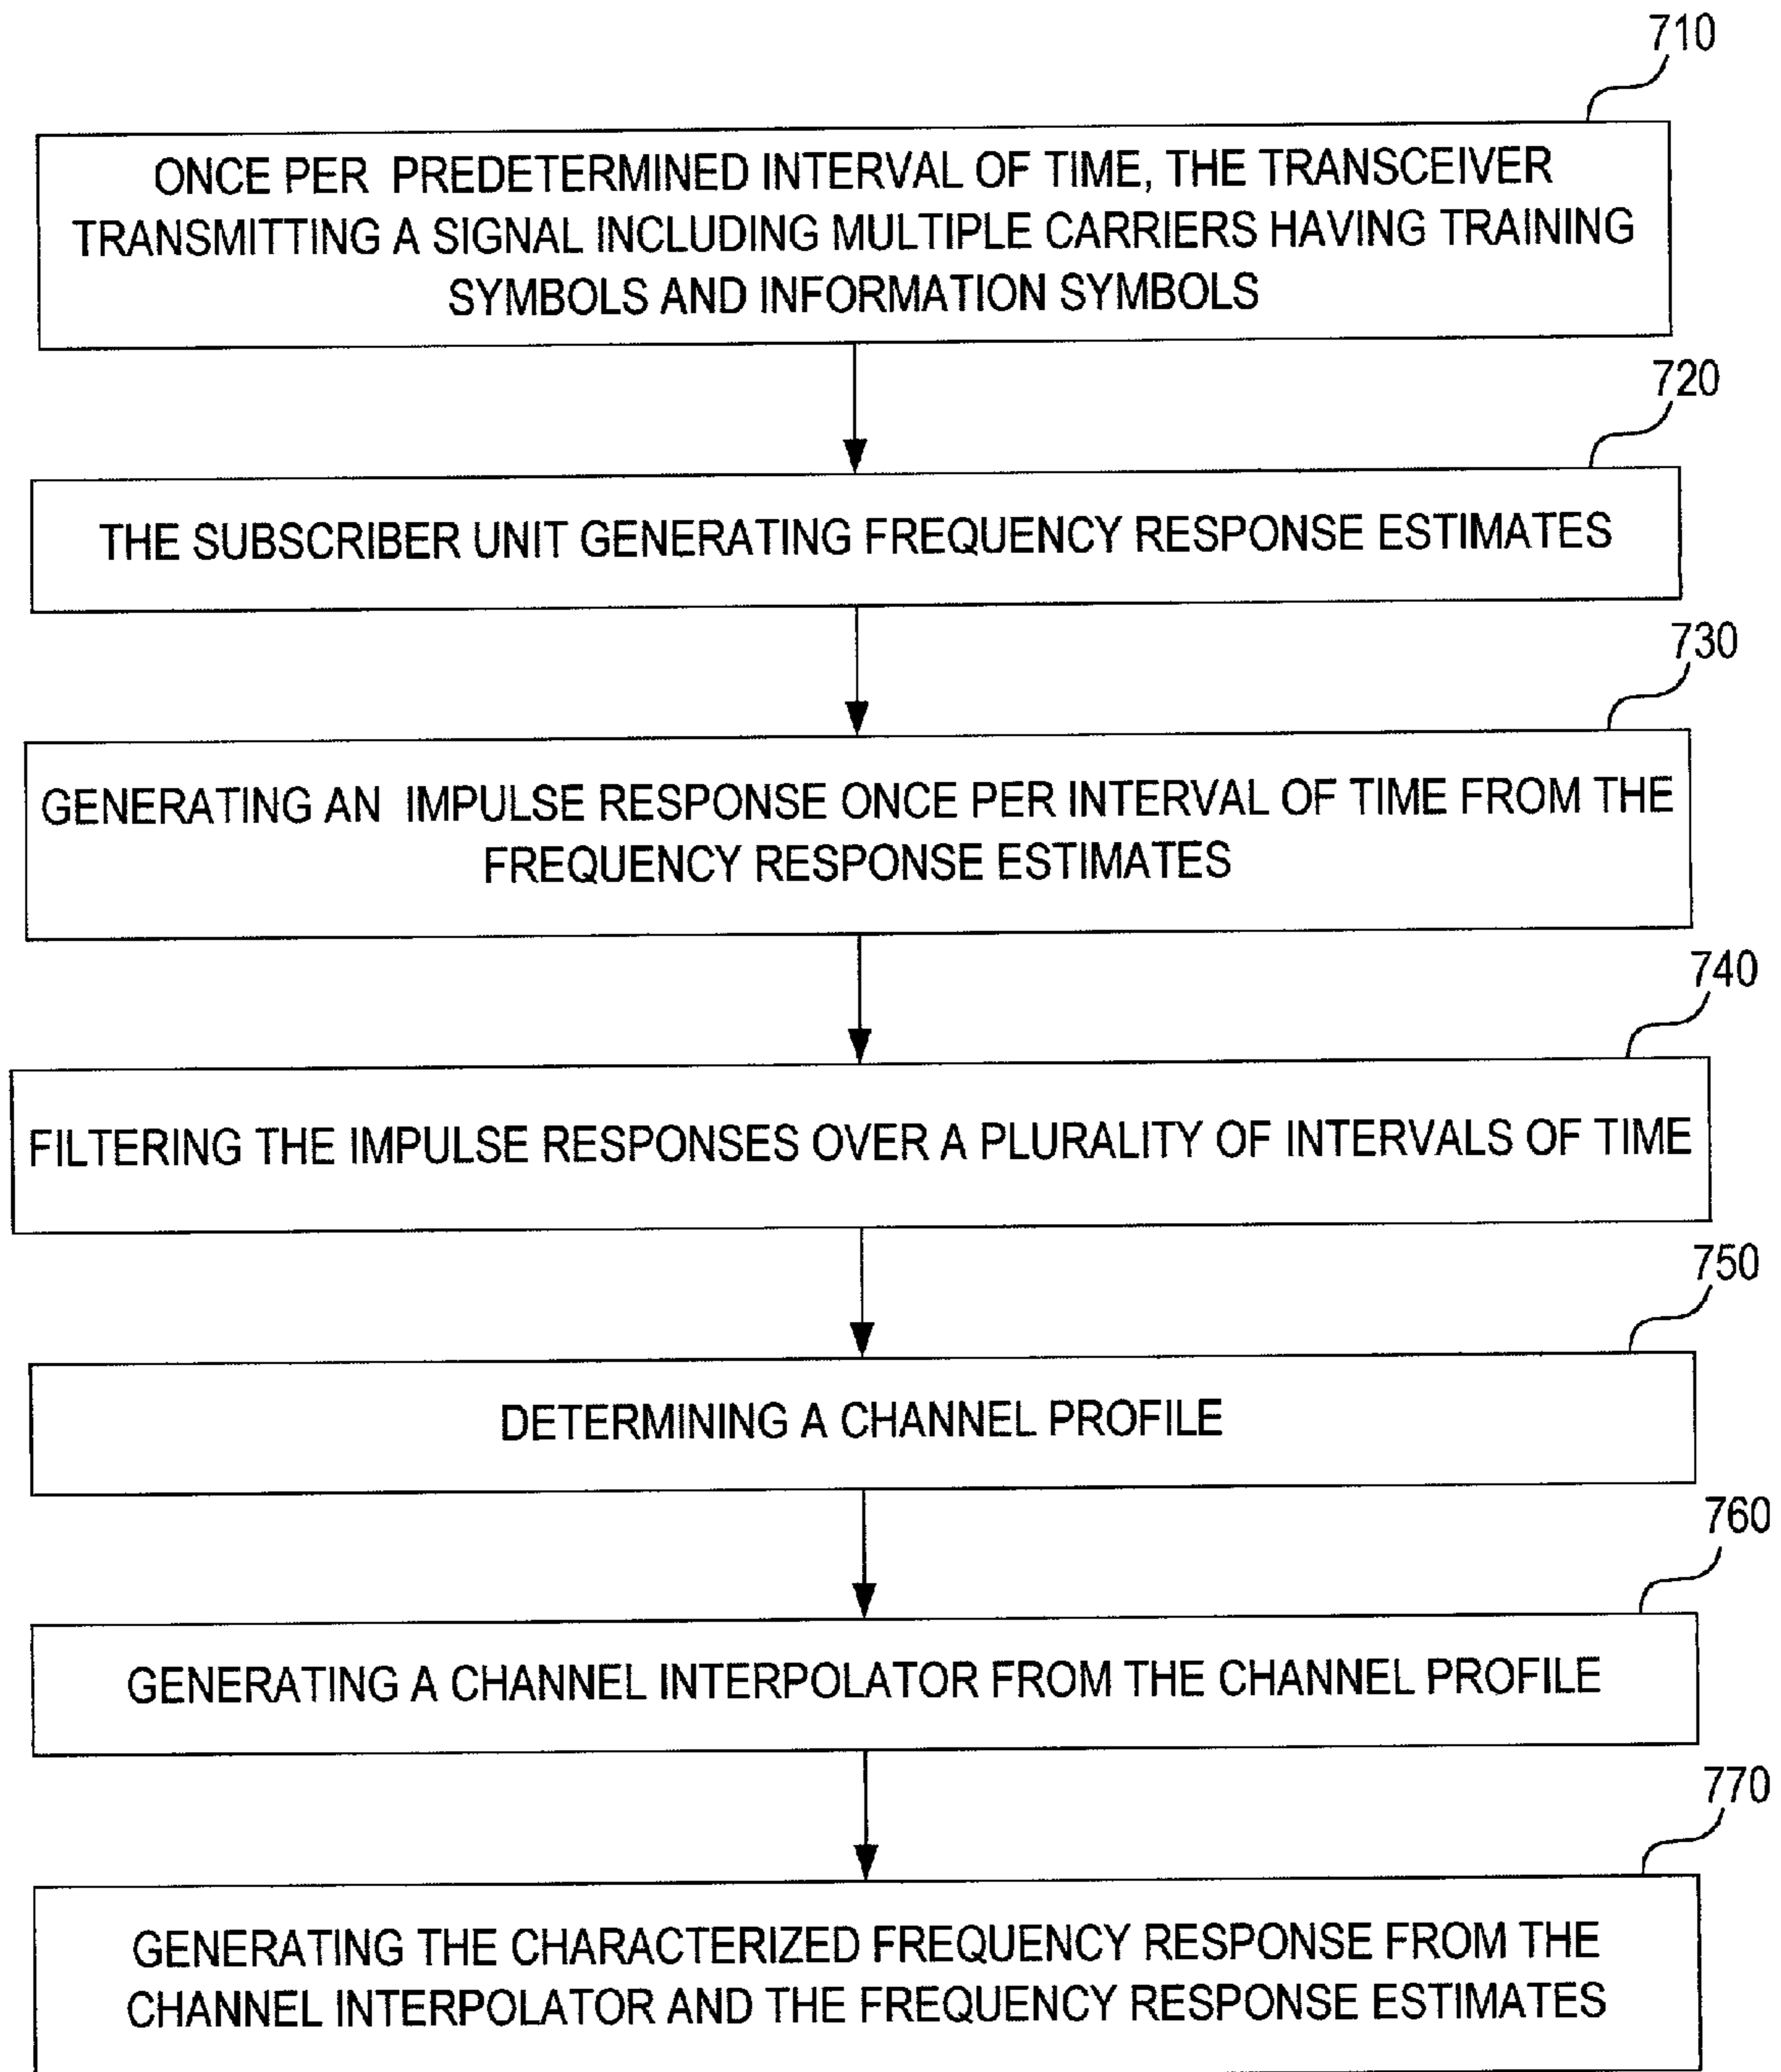 710
ONCE PER PREDETERMINED INTERVAL OF TIME, THE TRANSCEIVER
TRANSMITTING A SIGNAL INCLUDING MULTIPLE CARRIERS HAVING TRAINING
SYMBOLS AND INFORMATION SYMBOLS
720
THE SUBSCRIBER UNIT GENERATING FREQUENCY RESPONSE ESTIMATES
730
GENERATING AN IMPULSE RESPONSE ONCE PER INTERVAL OF TIME FROM THE
FREQUENCY RESPONSE ESTIMATES
740
FILTERING THE IMPULSE RESPONSES OVER A PLURALITY OF INTERVALS OF TIME
750
DETERMINING A CHANNEL PROFILE
760
GENERATING A CHANNEL INTERPOLATOR FROM THE CHANNEL PROFILE
770
GENERATING THE CHARACTERIZED FREQUENCY RESPONSE FROM THE
CHANNEL INTERPOLATOR AND THE FREQUENCY RESPONSE ESTIMATES